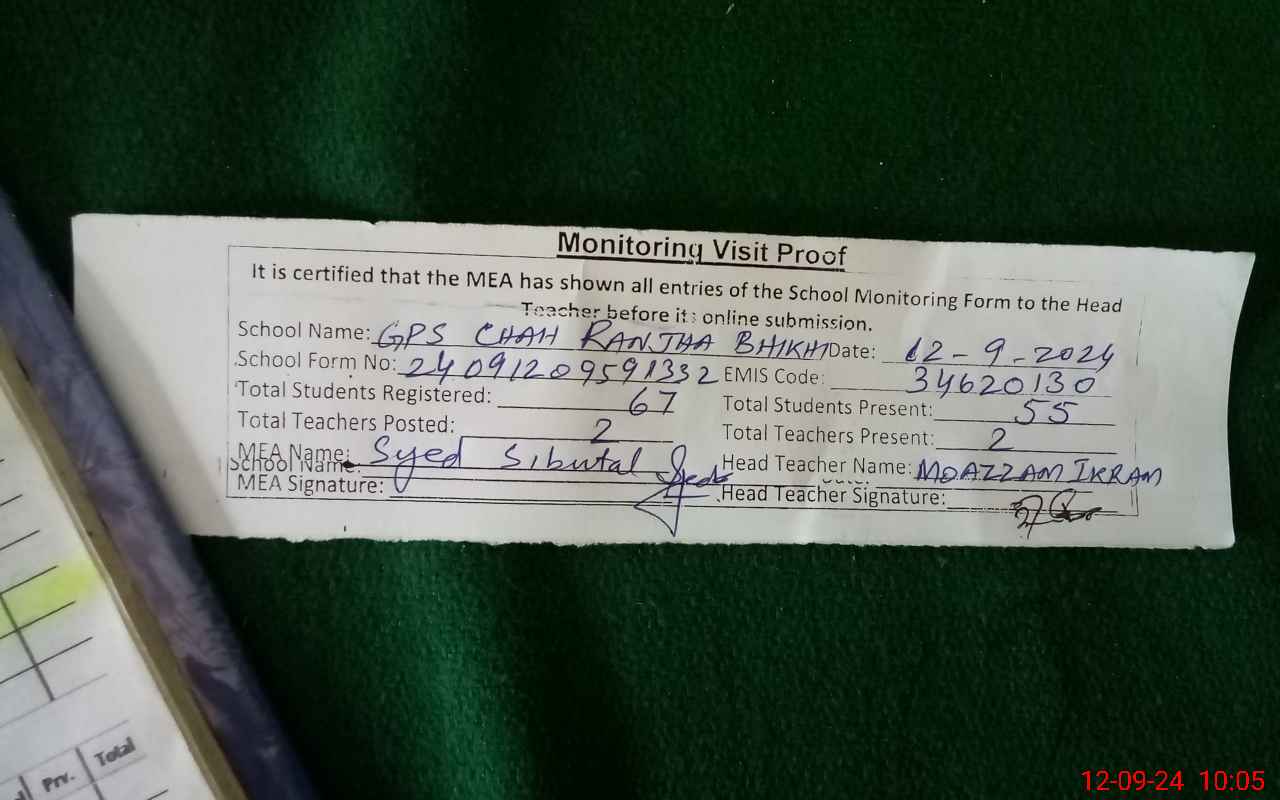 Monitoring Visit Proof
It is certified that the MEA has shown all entries of the School Monitoring Form to the Head
Teacher before its online submission.
School Name: GPS CHAH RANJHA BHIKHI Date: 12-9-2024
School Form No: 24091209591332 EMIS Code: 34620130
Total Students Registered: 67 Total Students Present: 55
Total Teachers Posted: 2 Total Teachers Present: 2
MEA Name: Syed Sibutal Head Teacher Name: MOAZZAM IKRAM
School Name:
MEA Signature: Head Teacher Signature:
Prv. Total
12-09-24 10:05